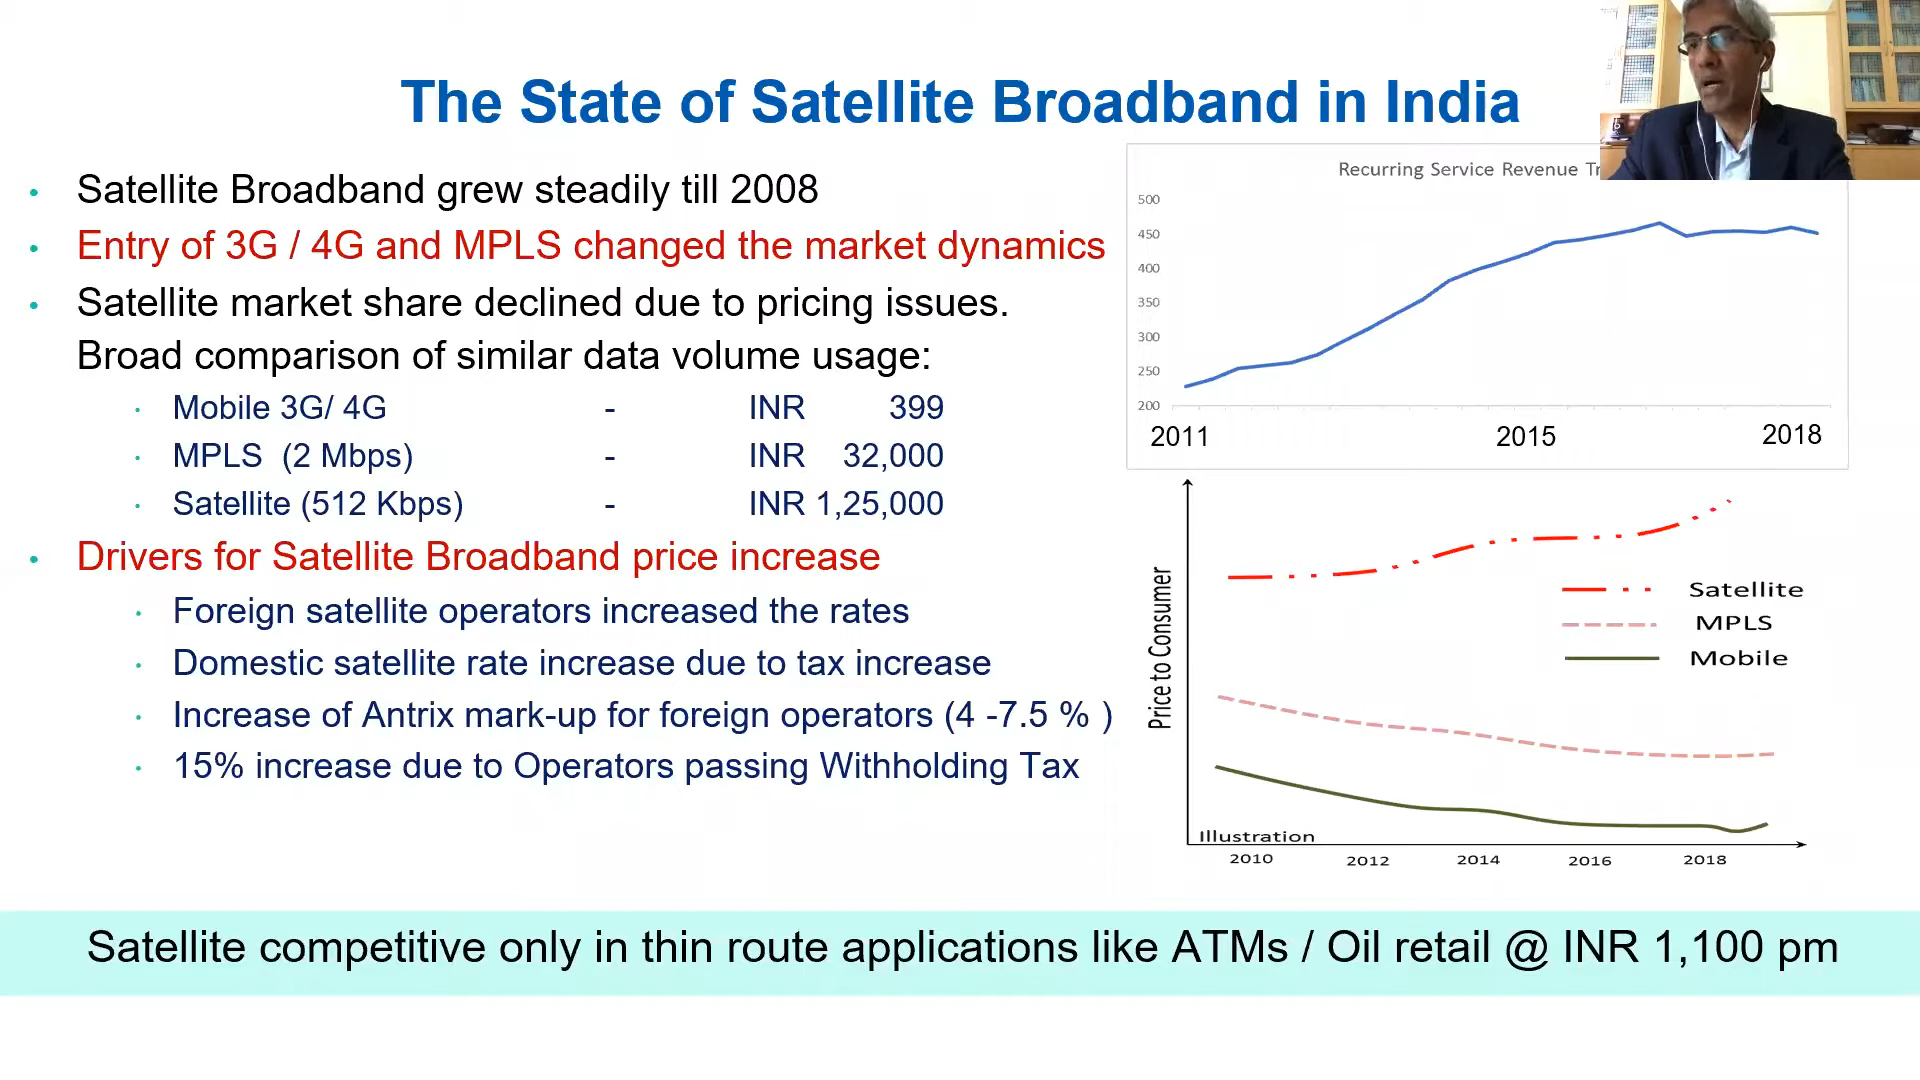 The State of Satellite Broadband in India
• Satellite Broadband grew steadily till 2008
• Entry of 3G / 4G and MPLS changed the market dynamics
• Satellite market share declined due to pricing issues.
Broad comparison of similar data volume usage:
• Mobile 3G/ 4G - INR 399
• MPLS (2 Mbps) - INR 32,000
• Satellite (512 Kbps) - INR 1,25,000
• Drivers for Satellite Broadband price increase
• Foreign satellite operators increased the rates
• Domestic satellite rate increase due to tax increase
• Increase of Antrix mark-up for foreign operators (4 -7.5 % )
• 15% increase due to Operators passing Withholding Tax
Recurring Service Revenue
500
450
400
350
300
250
200
2011 2015 2018
Price to Consumer
Satellite
MPLS
Mobile
Illustration
2010 2012 2014 2016 2018
Satellite competitive only in thin route applications like ATMs / Oil retail @ INR 1,100 pm